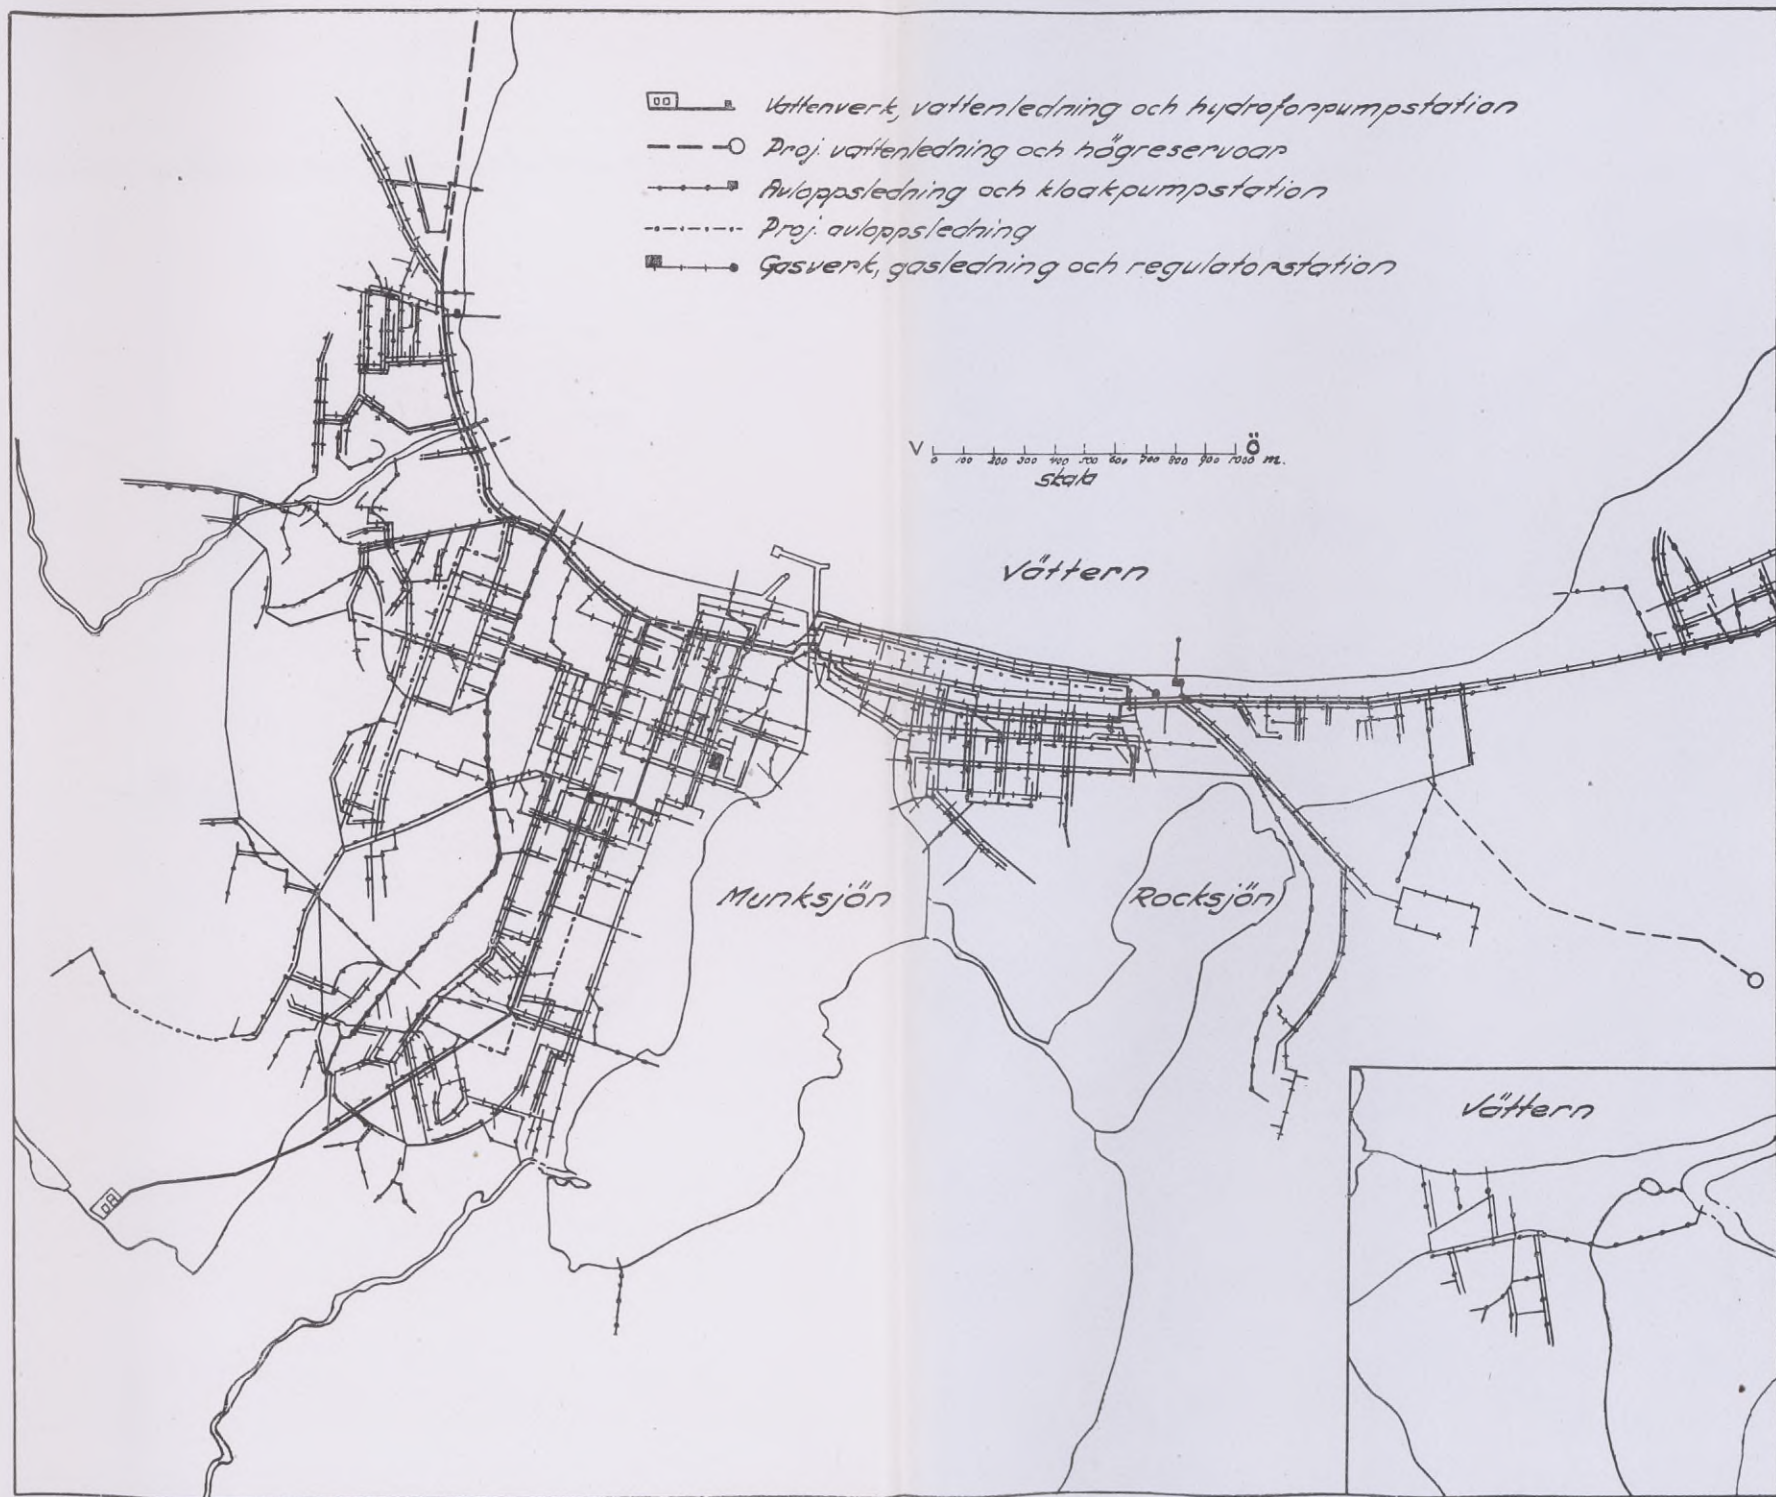 Vattenverk, vattenledning och hydroforpumpstation
Proj. vattenledning och högreservoar
Avloppsledning och kloakpumpstation
Proj. avloppsledning
Gasverk, gasledning och regulatorstation
V Ö
0 100 200 300 400 500 600 700 800 900 1000 m.
skala
Vättern
Munksjön
Rocksjön
Vättern